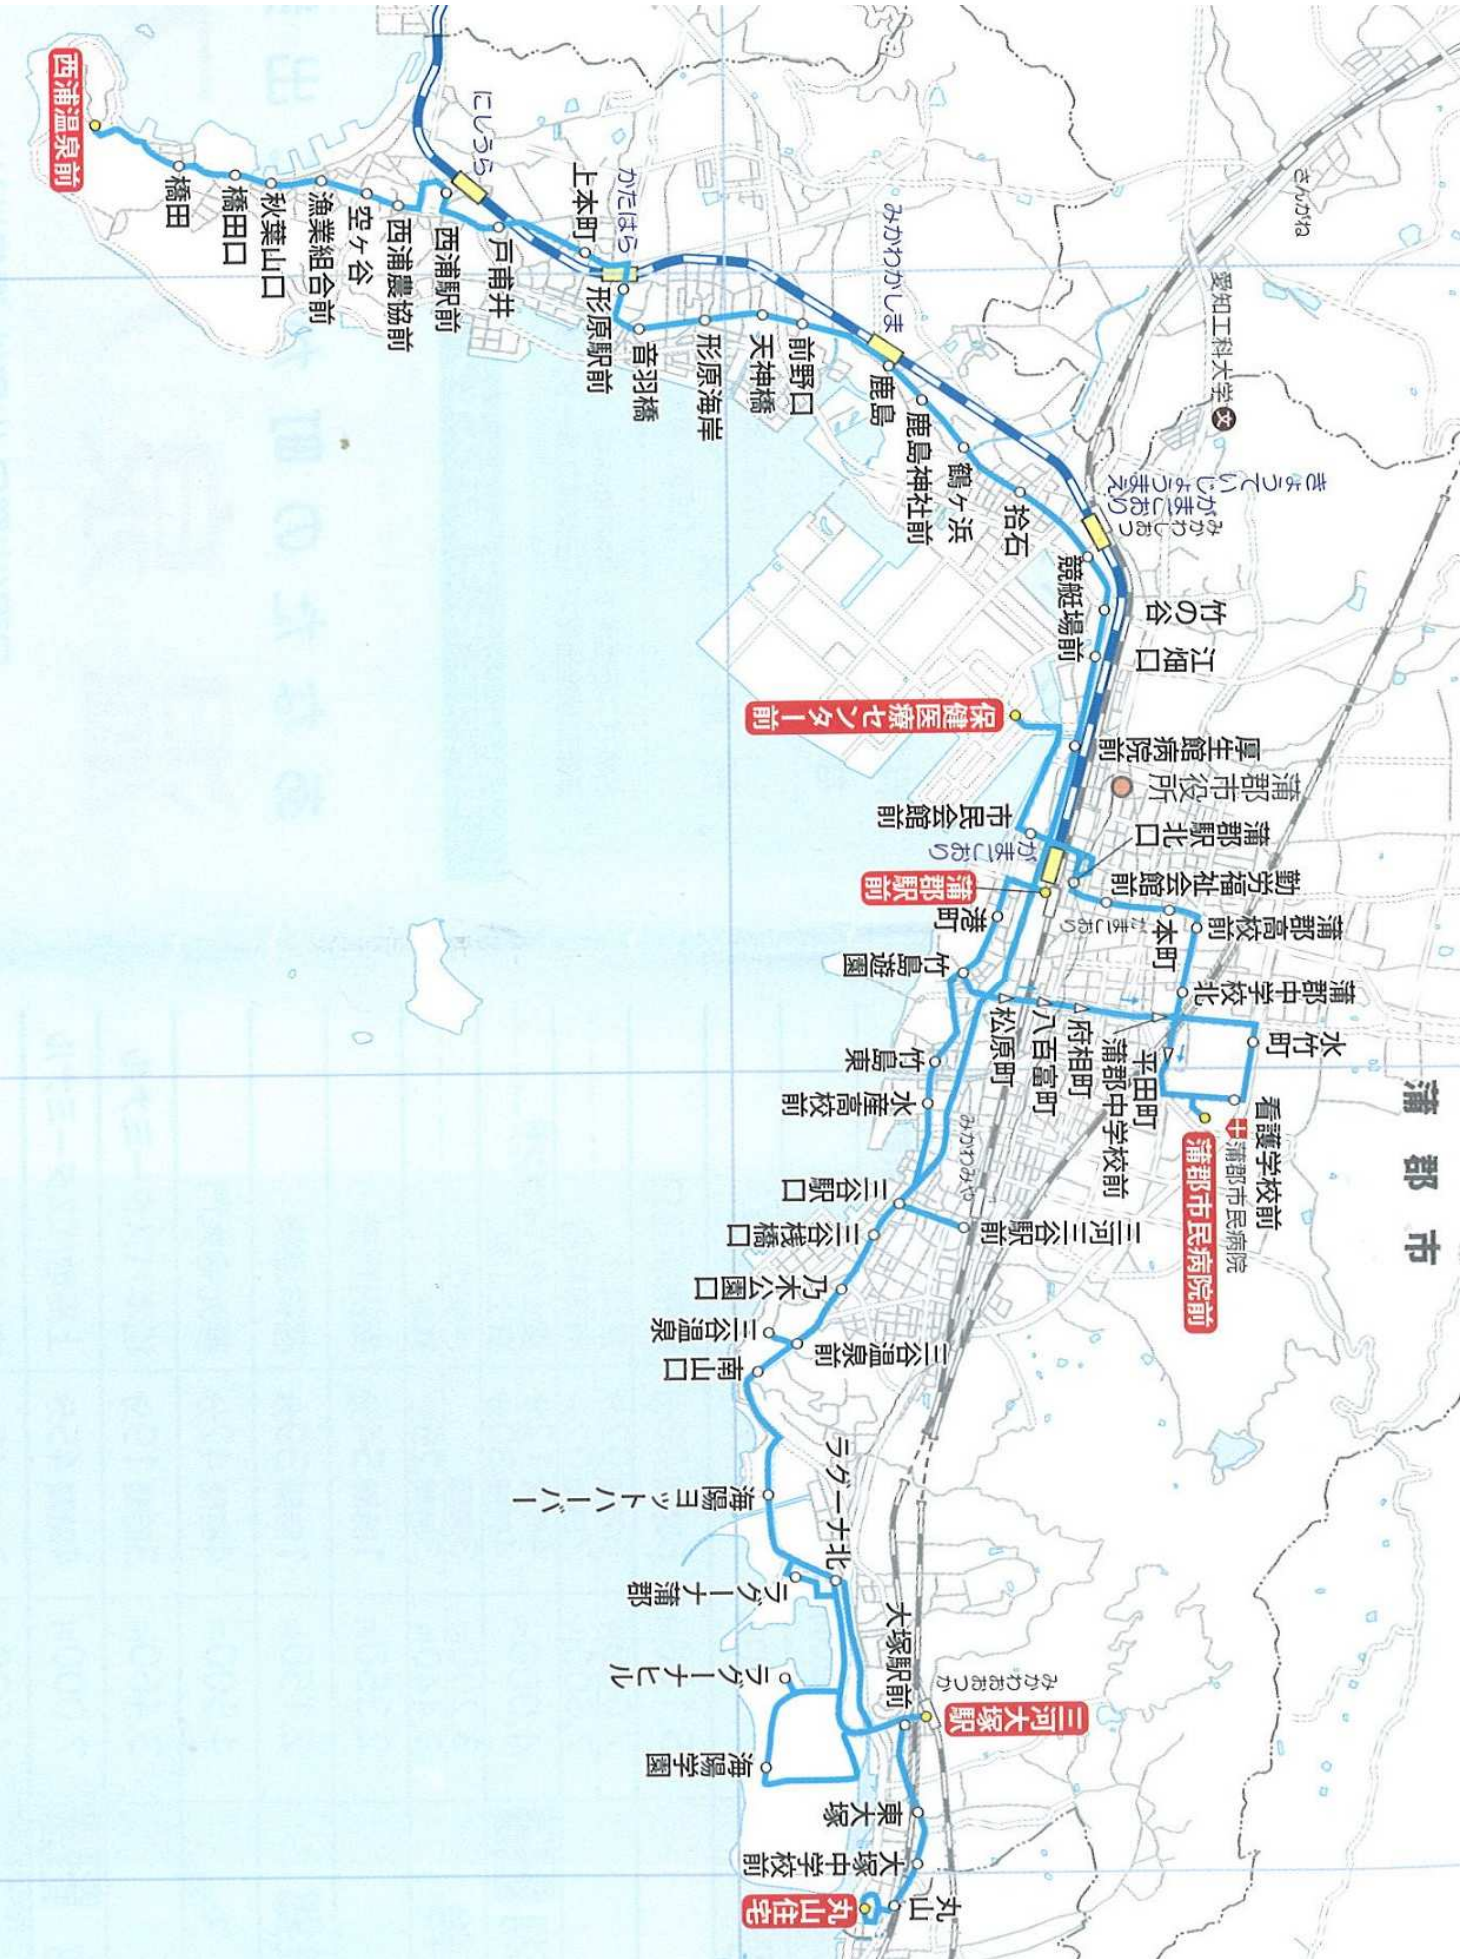 西浦温泉前
橋田
橋田口
秋葉山口
漁業組合前
空ヶ谷
西浦農協前
西浦駅前
にしうら
戸甫井
上本町
かたはら
形原駅前
音羽橋
形原海岸
天神橋
前野口
みかわかしま
鹿島
鹿島神社前
鶴ヶ浜
拾石
さんがね
愛知工科大学
文
きょうていじょうまえ
がまごおり
みかわしおつ
競艇場前
竹の谷
江畑口
保健医療センター前
厚生館病院前
蒲郡市役所
市民会館前
蒲郡駅北口
がまごおり
蒲郡駅前
勤労福祉会館前
がまごおり
本町
蒲郡高校前
港町
竹島遊園
蒲郡中学校北
松原町
八百富町
府相町
蒲郡中学校前
平田町
水竹町
看護学校前
蒲郡市民病院
蒲郡市民病院前
蒲郡市
竹島東
水産高校前
みかわみや
三谷駅口
三河三谷駅前
三谷桟橋口
乃木公園口
三谷温泉
三谷温泉前
南山口
海陽ヨットハーバー
ラグーナ北
ラグーナ蒲郡
ラグーナヒル
大塚駅前
みかわおおつか
三河大塚駅
海陽学園
東大塚
大塚中学校前
丸山
丸山住宅